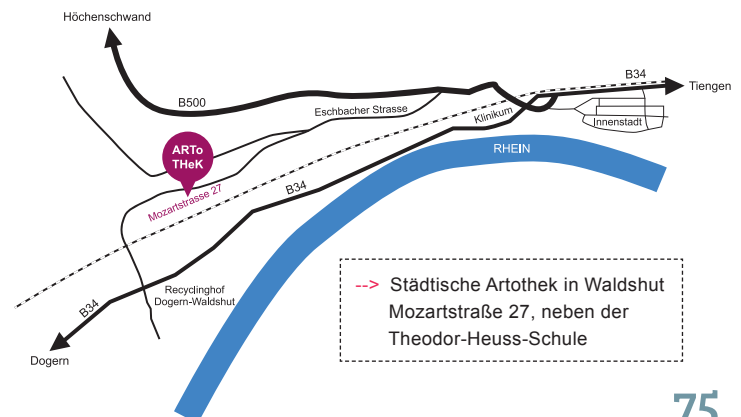 Höchenschwand
B34
Tiengen
B500
Eschbacher Strasse
Klinikum
Innenstadt
ARTo
THeK
RHEIN
Mozartstrasse 27
B34
Recyclinghof
Dogern-Waldshut
B34
Dogern
--> Städtische Artothek in Waldshut
Mozartstraße 27, neben der
Theodor-Heuss-Schule
75